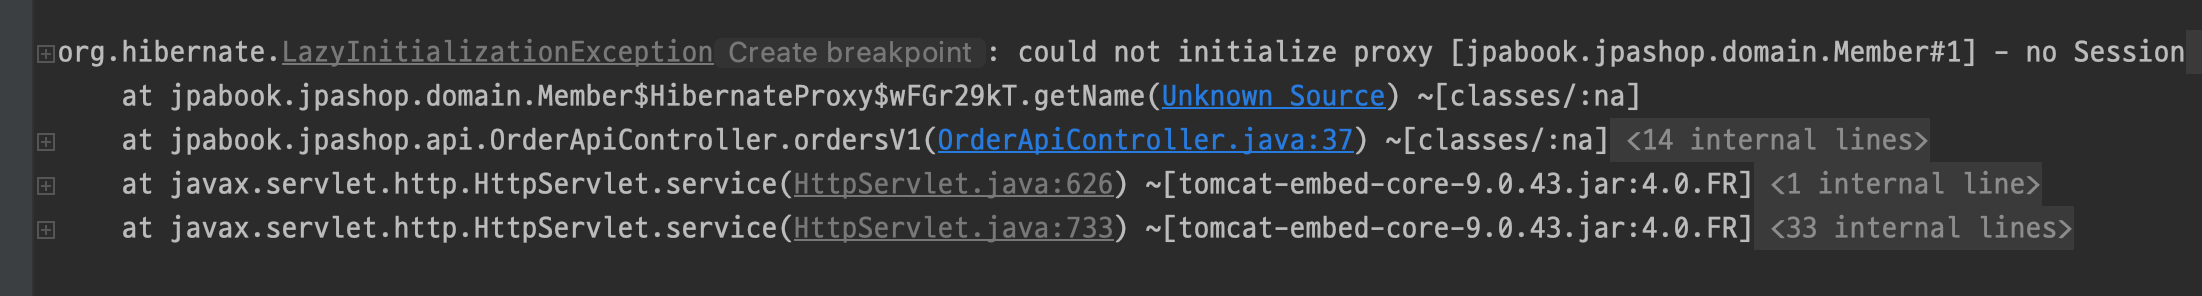 org.hibernate.LazyInitializationException Create breakpoint : could not initialize proxy [jpabook.jpashop.domain.Member#1] – no Session
at jpabook.jpashop.domain.Member$HibernateProxy$wFGr29kT.getName(Unknown Source) ~[classes/:na]
at jpabook.jpashop.api.OrderApiController.ordersV1(OrderApiController.java:37) ~[classes/:na] <14 internal lines>
at javax.servlet.http.HttpServlet.service(HttpServlet.java:626) ~[tomcat-embed-core-9.0.43.jar:4.0.FR] <1 internal line>
at javax.servlet.http.HttpServlet.service(HttpServlet.java:733) ~[tomcat-embed-core-9.0.43.jar:4.0.FR] <33 internal lines>